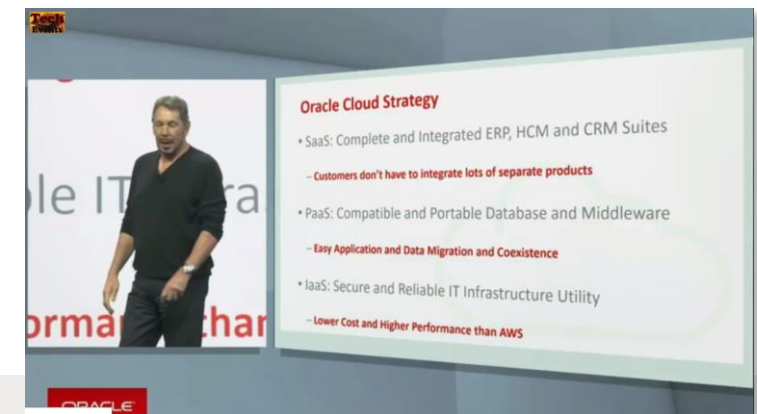 Tech
Events
Oracle Cloud Strategy
• SaaS: Complete and Integrated ERP, HCM and CRM Suites
– Customers don't have to integrate lots of separate products
• PaaS: Compatible and Portable Database and Middleware
– Easy Application and Data Migration and Coexistence
• IaaS: Secure and Reliable IT Infrastructure Utility
– Lower Cost and Higher Performance than AWS
le IT ra
orma than
ORACLE